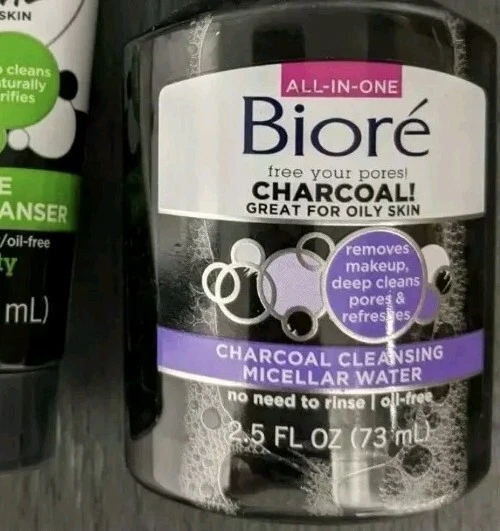 SKIN
cleans
turally
rifies
E
ANSER
/oil-free
ty
mL)
ALL-IN-ONE
Bioré
free your pores!
CHARCOAL!
GREAT FOR OILY SKIN
removes
makeup,
deep cleans
pores &
refreshes
CHARCOAL CLEANSING
MICELLAR WATER
no need to rinse | oil-free
2.5 FL OZ (73 mL)